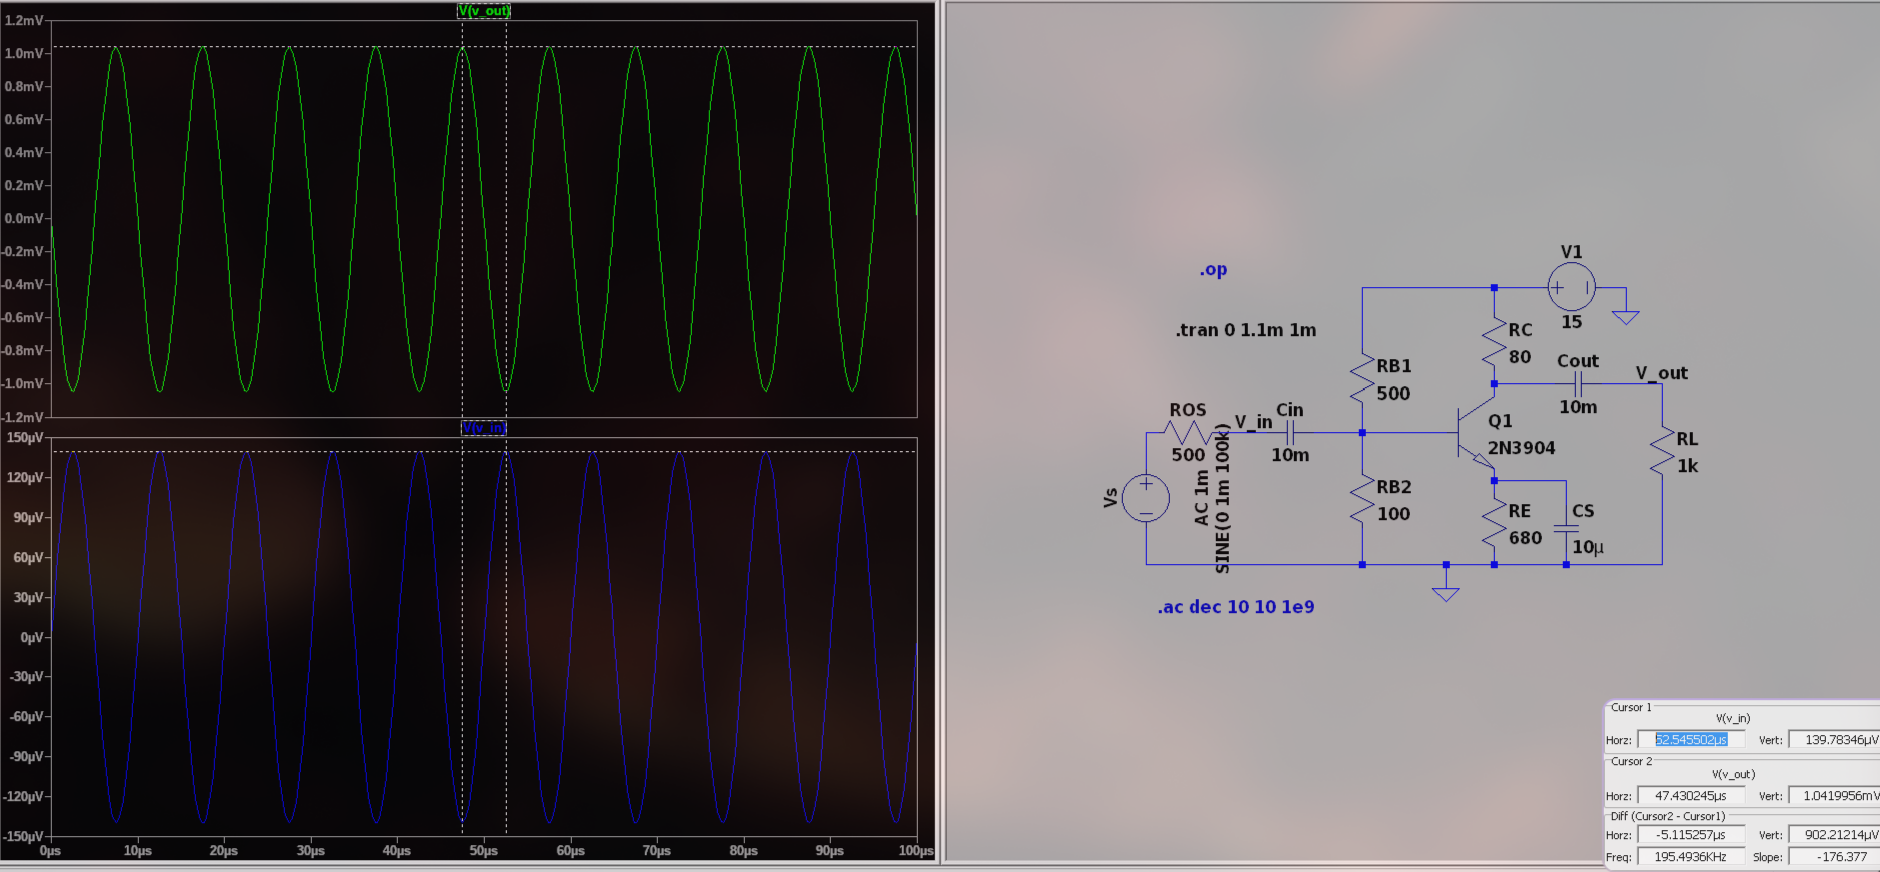 V(v_out)
1.2mV
1.0mV
0.8mV
0.6mV
0.4mV
0.2mV
0.0mV
-0.2mV
-0.4mV
-0.6mV
-0.8mV
-1.0mV
-1.2mV
V(v_in)
150µV
120µV
90µV
60µV
30µV
0µV
-30µV
-60µV
-90µV
-120µV
-150µV
0µs 10µs 20µs 30µs 40µs 50µs 60µs 70µs 80µs 90µs 100µs
.op
.tran 0 1.1m 1m
V1
15
RC
80
Cout
10m
V_out
RB1
500
ROS
500
V_in
Cin
10m
Q1
2N3904
RL
1k
Vs
AC 1m
SINE(0 1m 100k)
RB2
100
RE
680
CS
10µ
.ac dec 10 10 1e9
Cursor 1
V(v_in)
Horz: 52.545502µs Vert: 139.78346µV
Cursor 2
V(v_out)
Horz: 47.430245µs Vert: 1.0419956mV
Diff (Cursor2 - Cursor1)
Horz: -5.115257µs Vert: 902.21214µV
Freq: 195.4936KHz Slope: -176.377